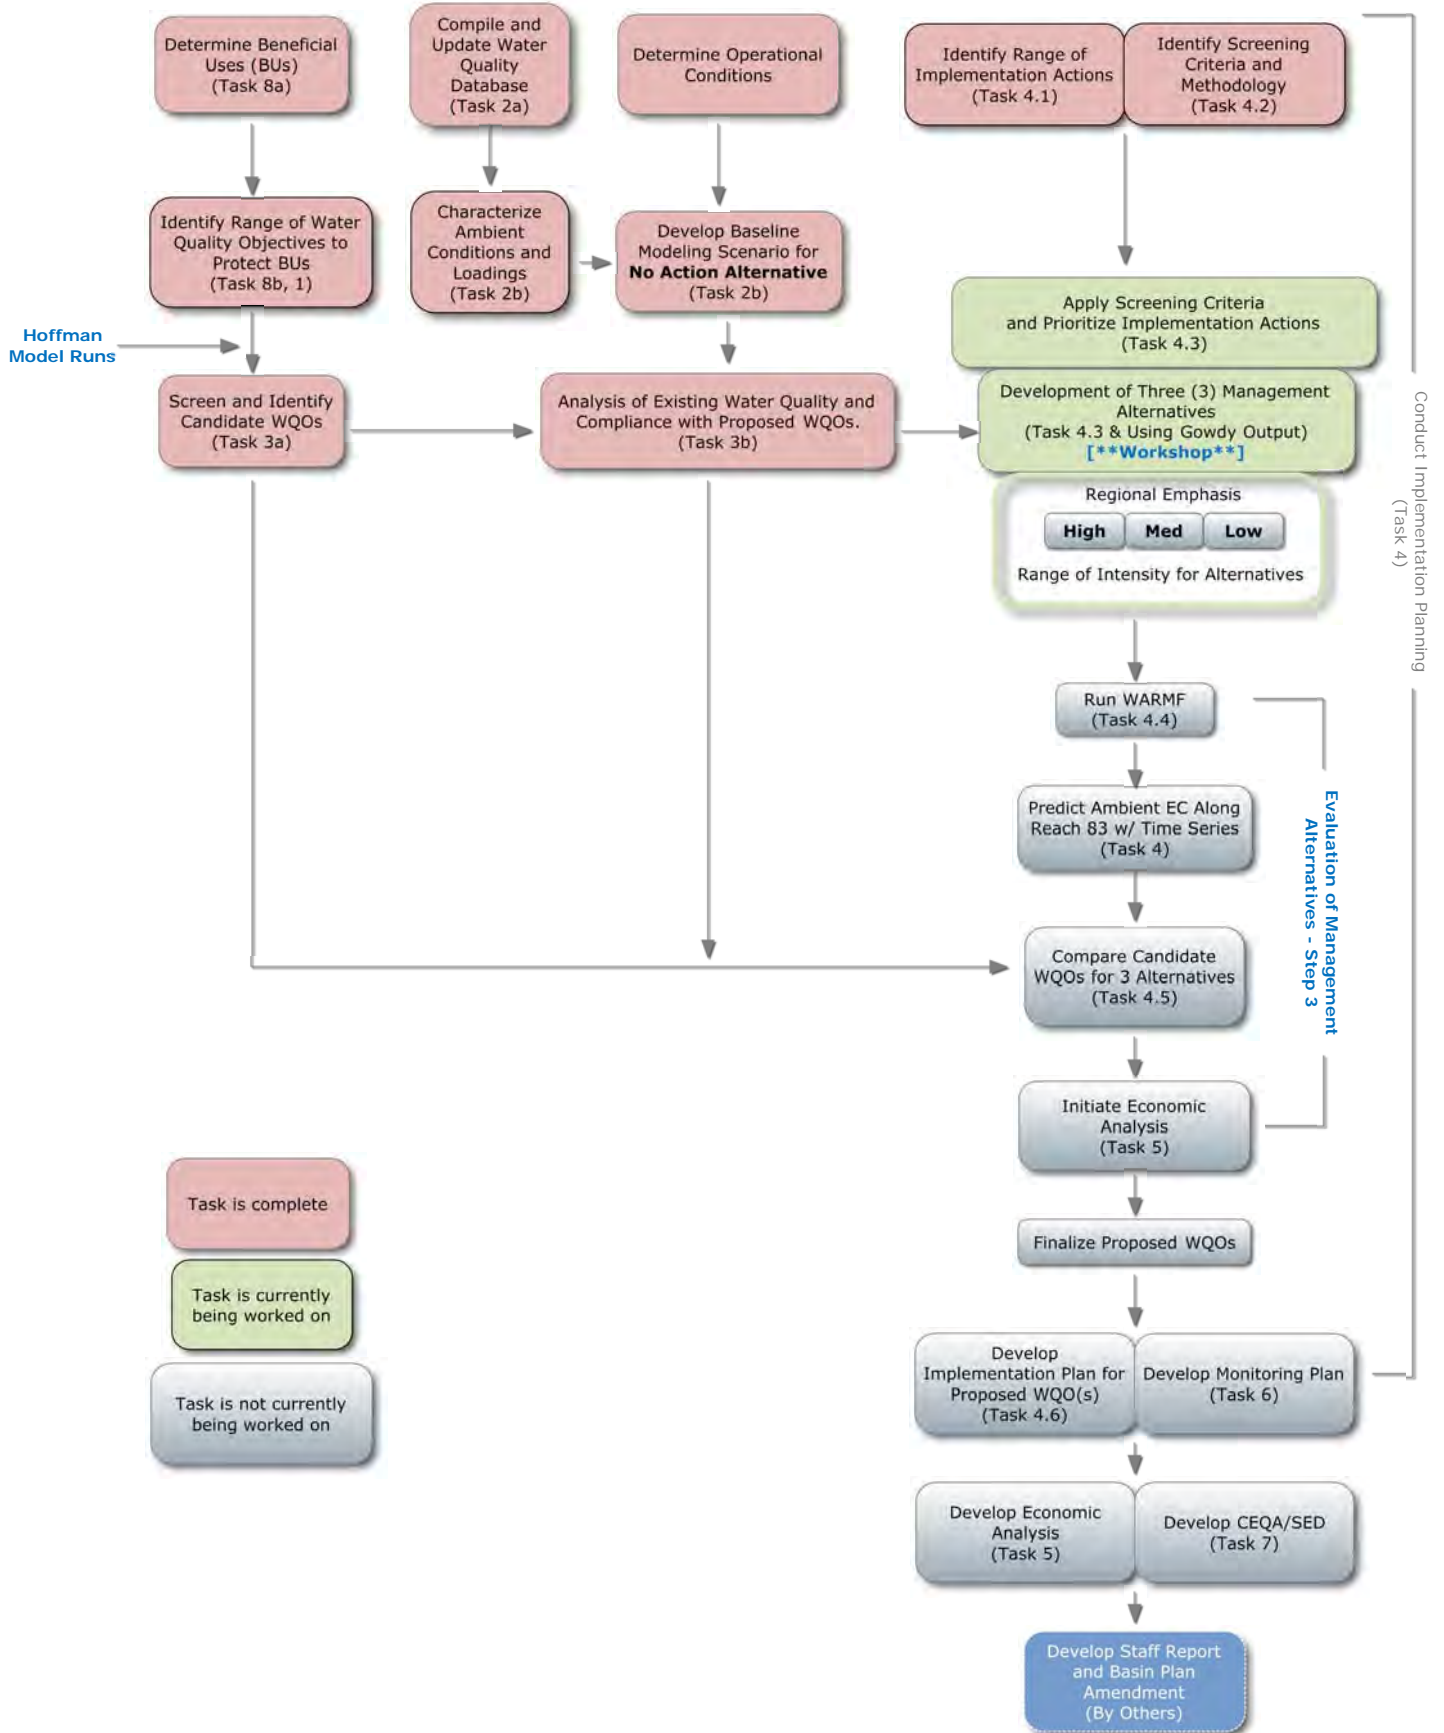 Determine Beneficial
Uses (BUs)
(Task 8a)
Compile and
Update Water
Quality
Database
(Task 2a)
Determine Operational
Conditions
Identify Range of
Implementation Actions
(Task 4.1)
Identify Screening
Criteria and
Methodology
(Task 4.2)
Identify Range of Water
Quality Objectives to
Protect BUs
(Task 8b, 1)
Characterize
Ambient
Conditions and
Loadings
(Task 2b)
Develop Baseline
Modeling Scenario for
No Action Alternative
(Task 2b)
Apply Screening Criteria
and Prioritize Implementation Actions
(Task 4.3)
Hoffman
Model Runs
Screen and Identify
Candidate WQOs
(Task 3a)
Analysis of Existing Water Quality and
Compliance with Proposed WQOs.
(Task 3b)
Development of Three (3) Management
Alternatives
(Task 4.3 & Using Gowdy Output)
[**Workshop**]
Regional Emphasis
High Med Low
Range of Intensity for Alternatives
Conduct Implementation Planning
(Task 4)
Run WARMF
(Task 4.4)
Predict Ambient EC Along
Reach 83 w/ Time Series
(Task 4)
Evaluation of Management
Alternatives - Step 3
Compare Candidate
WQOs for 3 Alternatives
(Task 4.5)
Initiate Economic
Analysis
(Task 5)
Task is complete
Finalize Proposed WQOs
Task is currently
being worked on
Develop
Implementation Plan for
Proposed WQO(s)
(Task 4.6)
Develop Monitoring Plan
(Task 6)
Task is not currently
being worked on
Develop Economic
Analysis
(Task 5)
Develop CEQA/SED
(Task 7)
Develop Staff Report
and Basin Plan
Amendment
(By Others)